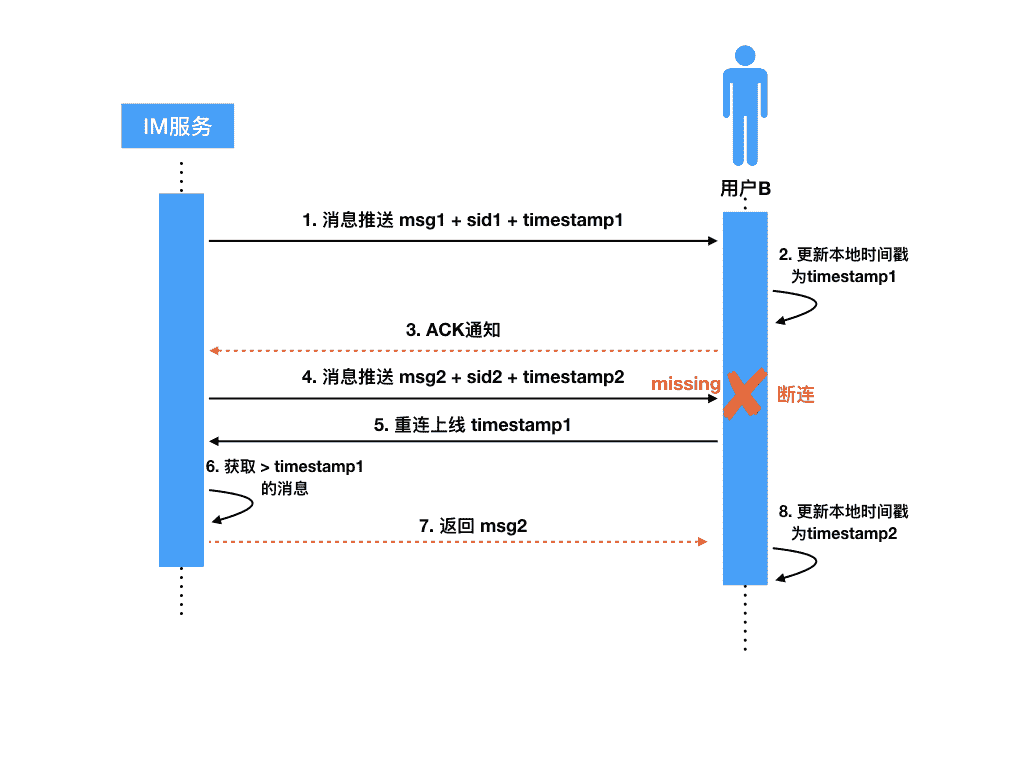 IM服务
用户B
1. 消息推送 msg1 + sid1 + timestamp1
2. 更新本地时间戳
为timestamp1
3. ACK通知
4. 消息推送 msg2 + sid2 + timestamp2
missing
断连
5. 重连上线 timestamp1
6. 获取 > timestamp1
的消息
7. 返回 msg2
8. 更新本地时间戳
为timestamp2